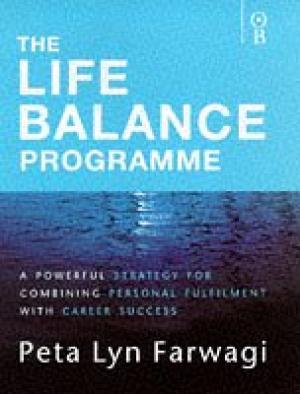 B
THE
LIFE
BALANCE
PROGRAMME
A POWERFUL STRATEGY FOR
COMBINING PERSONAL FULFILMENT
WITH CAREER SUCCESS
Peta Lyn Farwagi